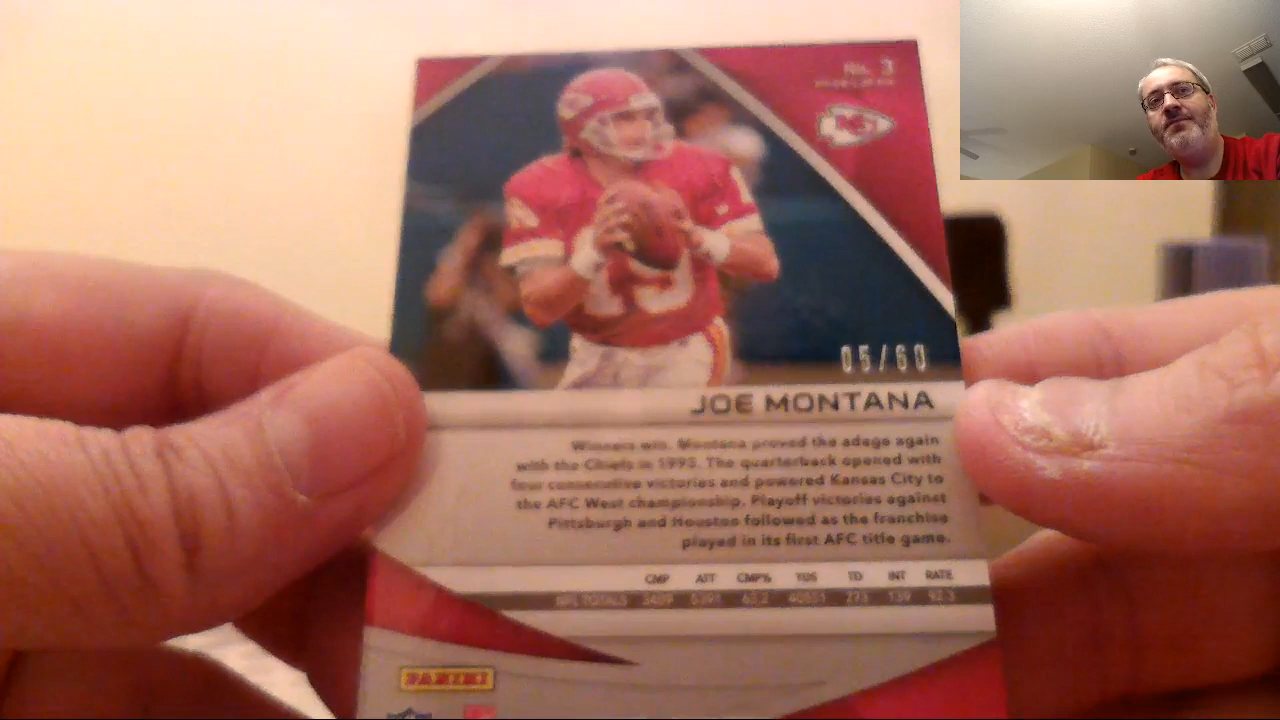 No. 3
KC
05/60
JOE MONTANA
Winners win. Montana proved the adage again
with the Chiefs in 1993. The quarterback opened with
four consecutive victories and powered Kansas City to
the AFC West championship. Playoff victories against
Pittsburgh and Houston followed as the franchise
played in its first AFC title game.
CMP ATT CMP% YDS TD INT RATE
NFL TOTALS 3409 5391 63.2 40551 273 139 92.3
PANINI